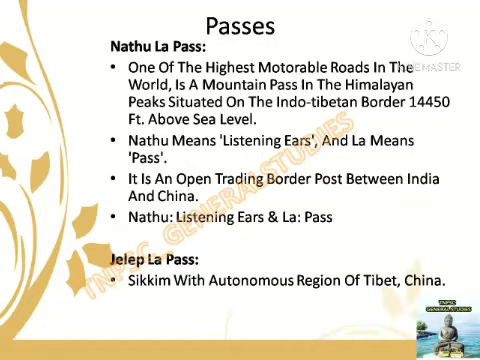 Passes
KINEMASTER
Nathu La Pass:
• One Of The Highest Motorable Roads In The
World, Is A Mountain Pass In The Himalayan
Peaks Situated On The Indo-tibetan Border 14450
Ft. Above Sea Level.
• Nathu Means 'Listening Ears', And La Means
'Pass'.
• It Is An Open Trading Border Post Between India
And China.
• Nathu: Listening Ears & La: Pass
TNPSC_GENERALSTUDIES
Jelep La Pass:
• Sikkim With Autonomous Region Of Tibet, China.
TNPSC
GENERALSTUDIES